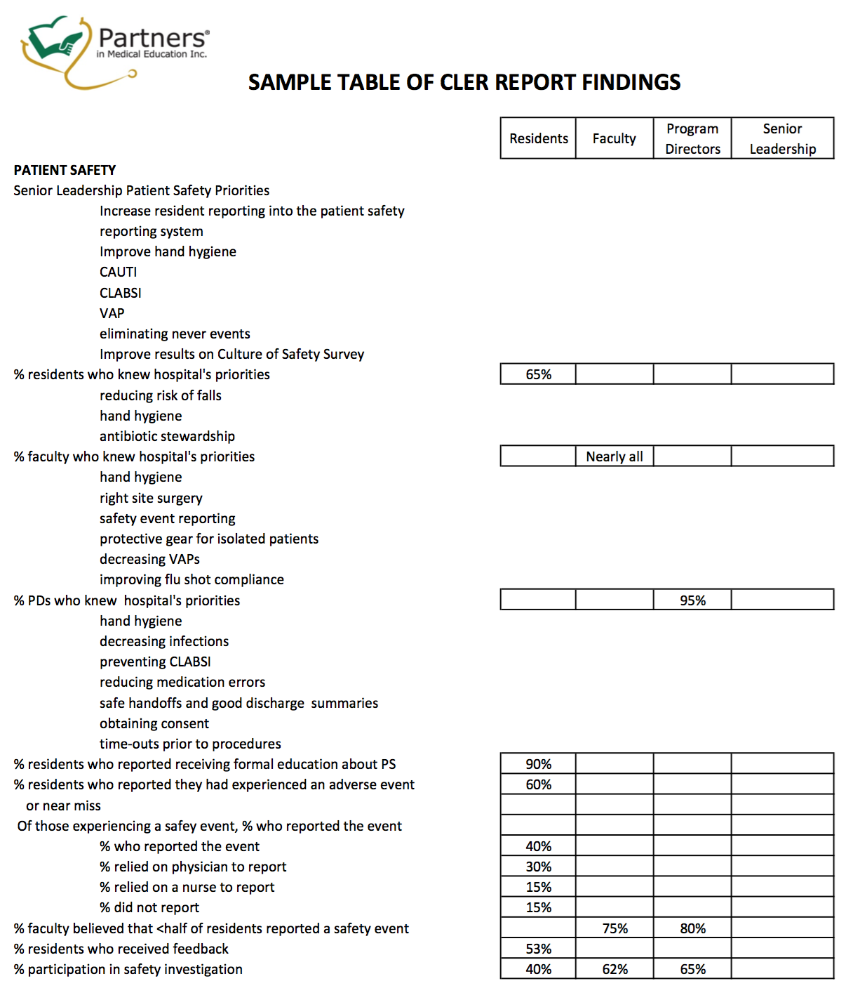 Partners®
in Medical Education Inc.
SAMPLE TABLE OF CLER REPORT FINDINGS
Residents Faculty Program Directors Senior Leadership
PATIENT SAFETY
Senior Leadership Patient Safety Priorities
Increase resident reporting into the patient safety
reporting system
Improve hand hygiene
CAUTI
CLABSI
VAP
eliminating never events
Improve results on Culture of Safety Survey
% residents who knew hospital's priorities 65%
reducing risk of falls
hand hygiene
antibiotic stewardship
% faculty who knew hospital's priorities Nearly all
hand hygiene
right site surgery
safety event reporting
protective gear for isolated patients
decreasing VAPs
improving flu shot compliance
% PDs who knew  hospital's priorities 95%
hand hygiene
decreasing infections
preventing CLABSI
reducing medication errors
safe handoffs and good discharge  summaries
obtaining consent
time-outs prior to procedures
% residents who reported receiving formal education about PS 90%
% residents who reported they had experienced an adverse event 60%
or near miss
Of those experiencing a safey event, % who reported the event
% who reported the event 40%
% relied on physician to report 30%
% relied on a nurse to report 15%
% did not report 15%
% faculty believed that <half of residents reported a safety event 75% 80%
% residents who received feedback 53%
% participation in safety investigation 40% 62% 65%